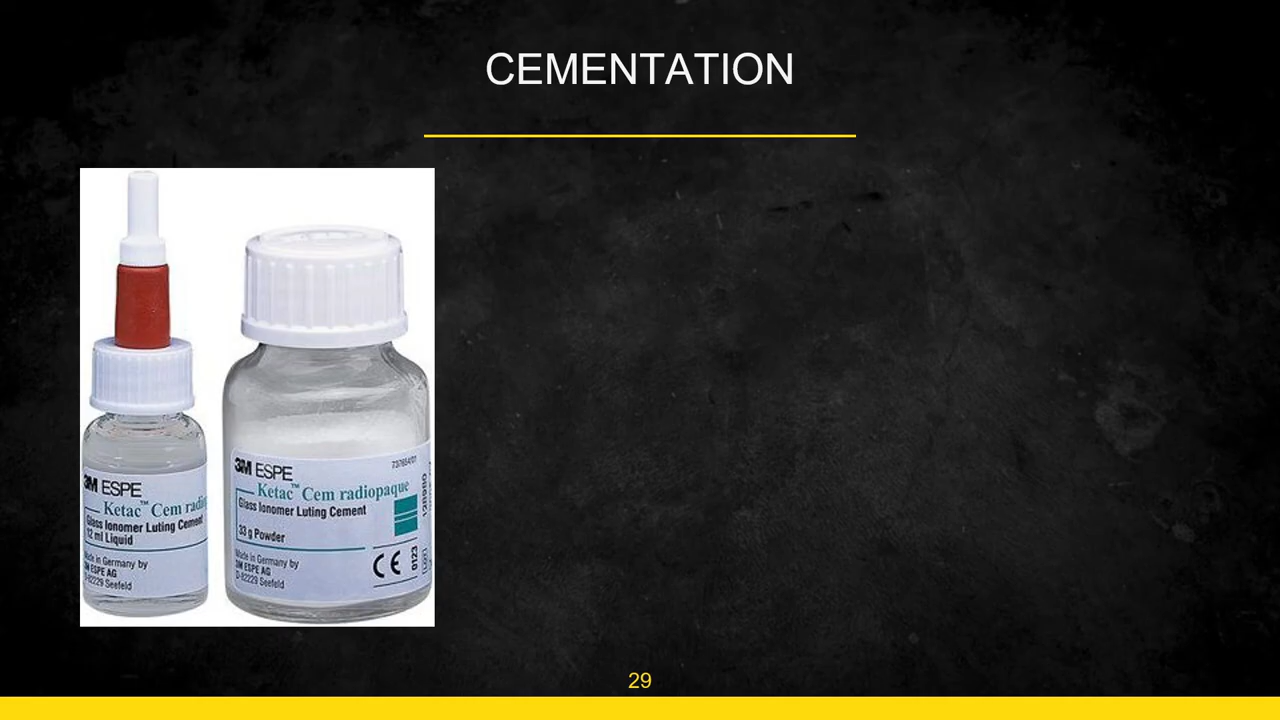 CEMENTATION
3M ESPE
Ketac™ Cem
Glass Ionomer Luting Cement
12 ml Liquid
Made in Germany by
3M ESPE AG
D-82229 Seefeld
3M ESPE
Ketac™ Cem radiopaque
Glass Ionomer Luting Cement
33 g Powder
Made in Germany by
3M ESPE AG
D-82229 Seefeld
CE 0123
29